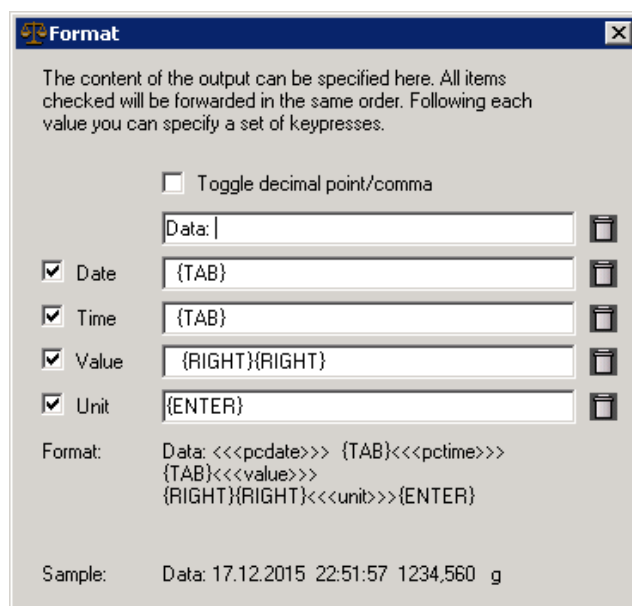 Format
The content of the output can be specified here. All items
checked will be forwarded in the same order. Following each
value you can specify a set of keypresses.
Toggle decimal point/comma
Data:
Date {TAB}
Time {TAB}
Value {RIGHT}{RIGHT}
Unit {ENTER}
Format: Data: <<<pcdate>>> {TAB}<<<pctime>>>
{TAB}<<<value>>>
{RIGHT}{RIGHT}<<<unit>>>{ENTER}
Sample: Data: 17.12.2015 22:51:57 1234,560 g